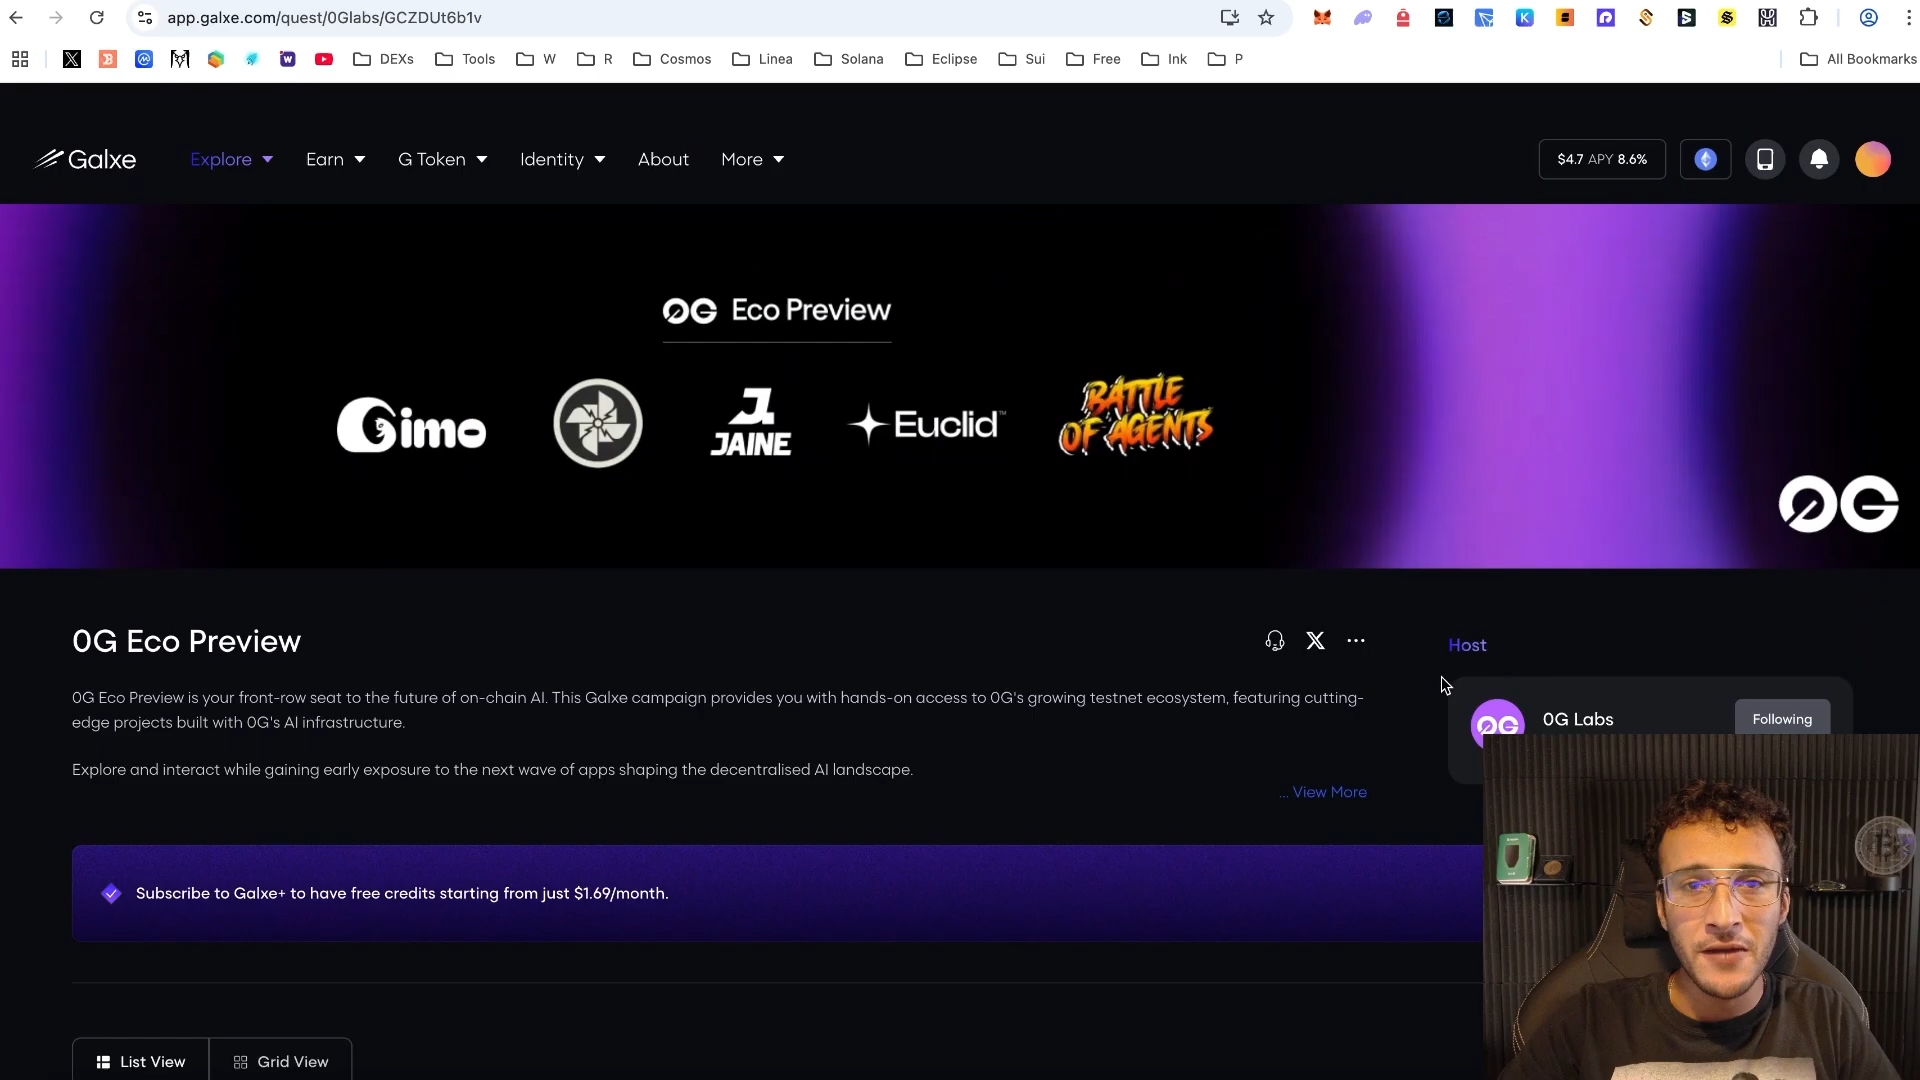 app.galxe.com/quest/0Glabs/GCZDUt6b1v
DEXs
Tools
W
R
Cosmos
Linea
Solana
Eclipse
Sui
Free
Ink
P
All Bookmarks
Galxe
Explore
Earn
G Token
Identity
About
More
$4.7 APY 8.6%
0G Eco Preview
Gimo
JAINE
Euclid™
BATTLE
OF AGENTS
0G
0G Eco Preview
Host
0G Eco Preview is your front-row seat to the future of on-chain AI. This Galxe campaign provides you with hands-on access to 0G's growing testnet ecosystem, featuring cutting-
edge projects built with 0G's AI infrastructure.
0G
0G Labs
Following
Explore and interact while gaining early exposure to the next wave of apps shaping the decentralised AI landscape.
... View More
Subscribe to Galxe+ to have free credits starting from just $1.69/month.
List View
Grid View